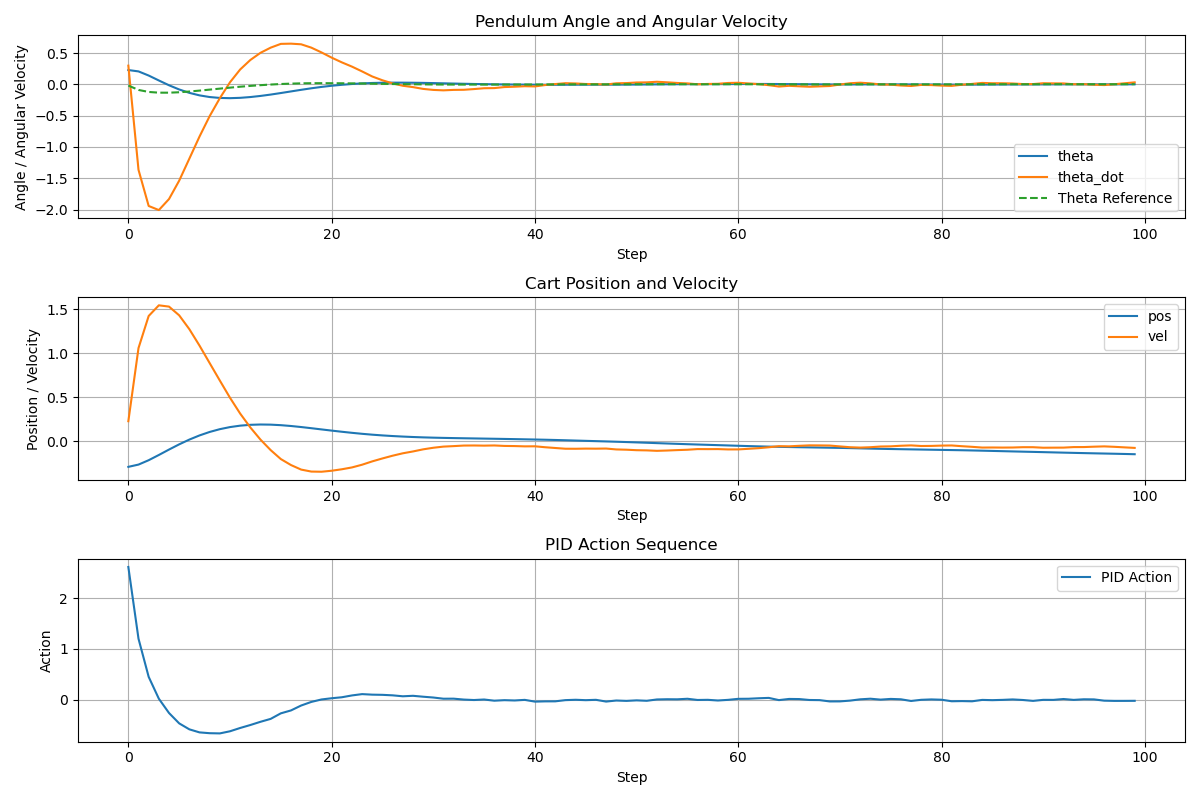 Pendulum Angle and Angular Velocity
Angle / Angular Velocity
0.5
0.0
−0.5
−1.0
−1.5
−2.0
theta
theta_dot
Theta Reference
0 20 40 60 80 100
Step
Cart Position and Velocity
Position / Velocity
1.5
1.0
0.5
0.0
pos
vel
0 20 40 60 80 100
Step
PID Action Sequence
Action
2
1
0
PID Action
0 20 40 60 80 100
Step